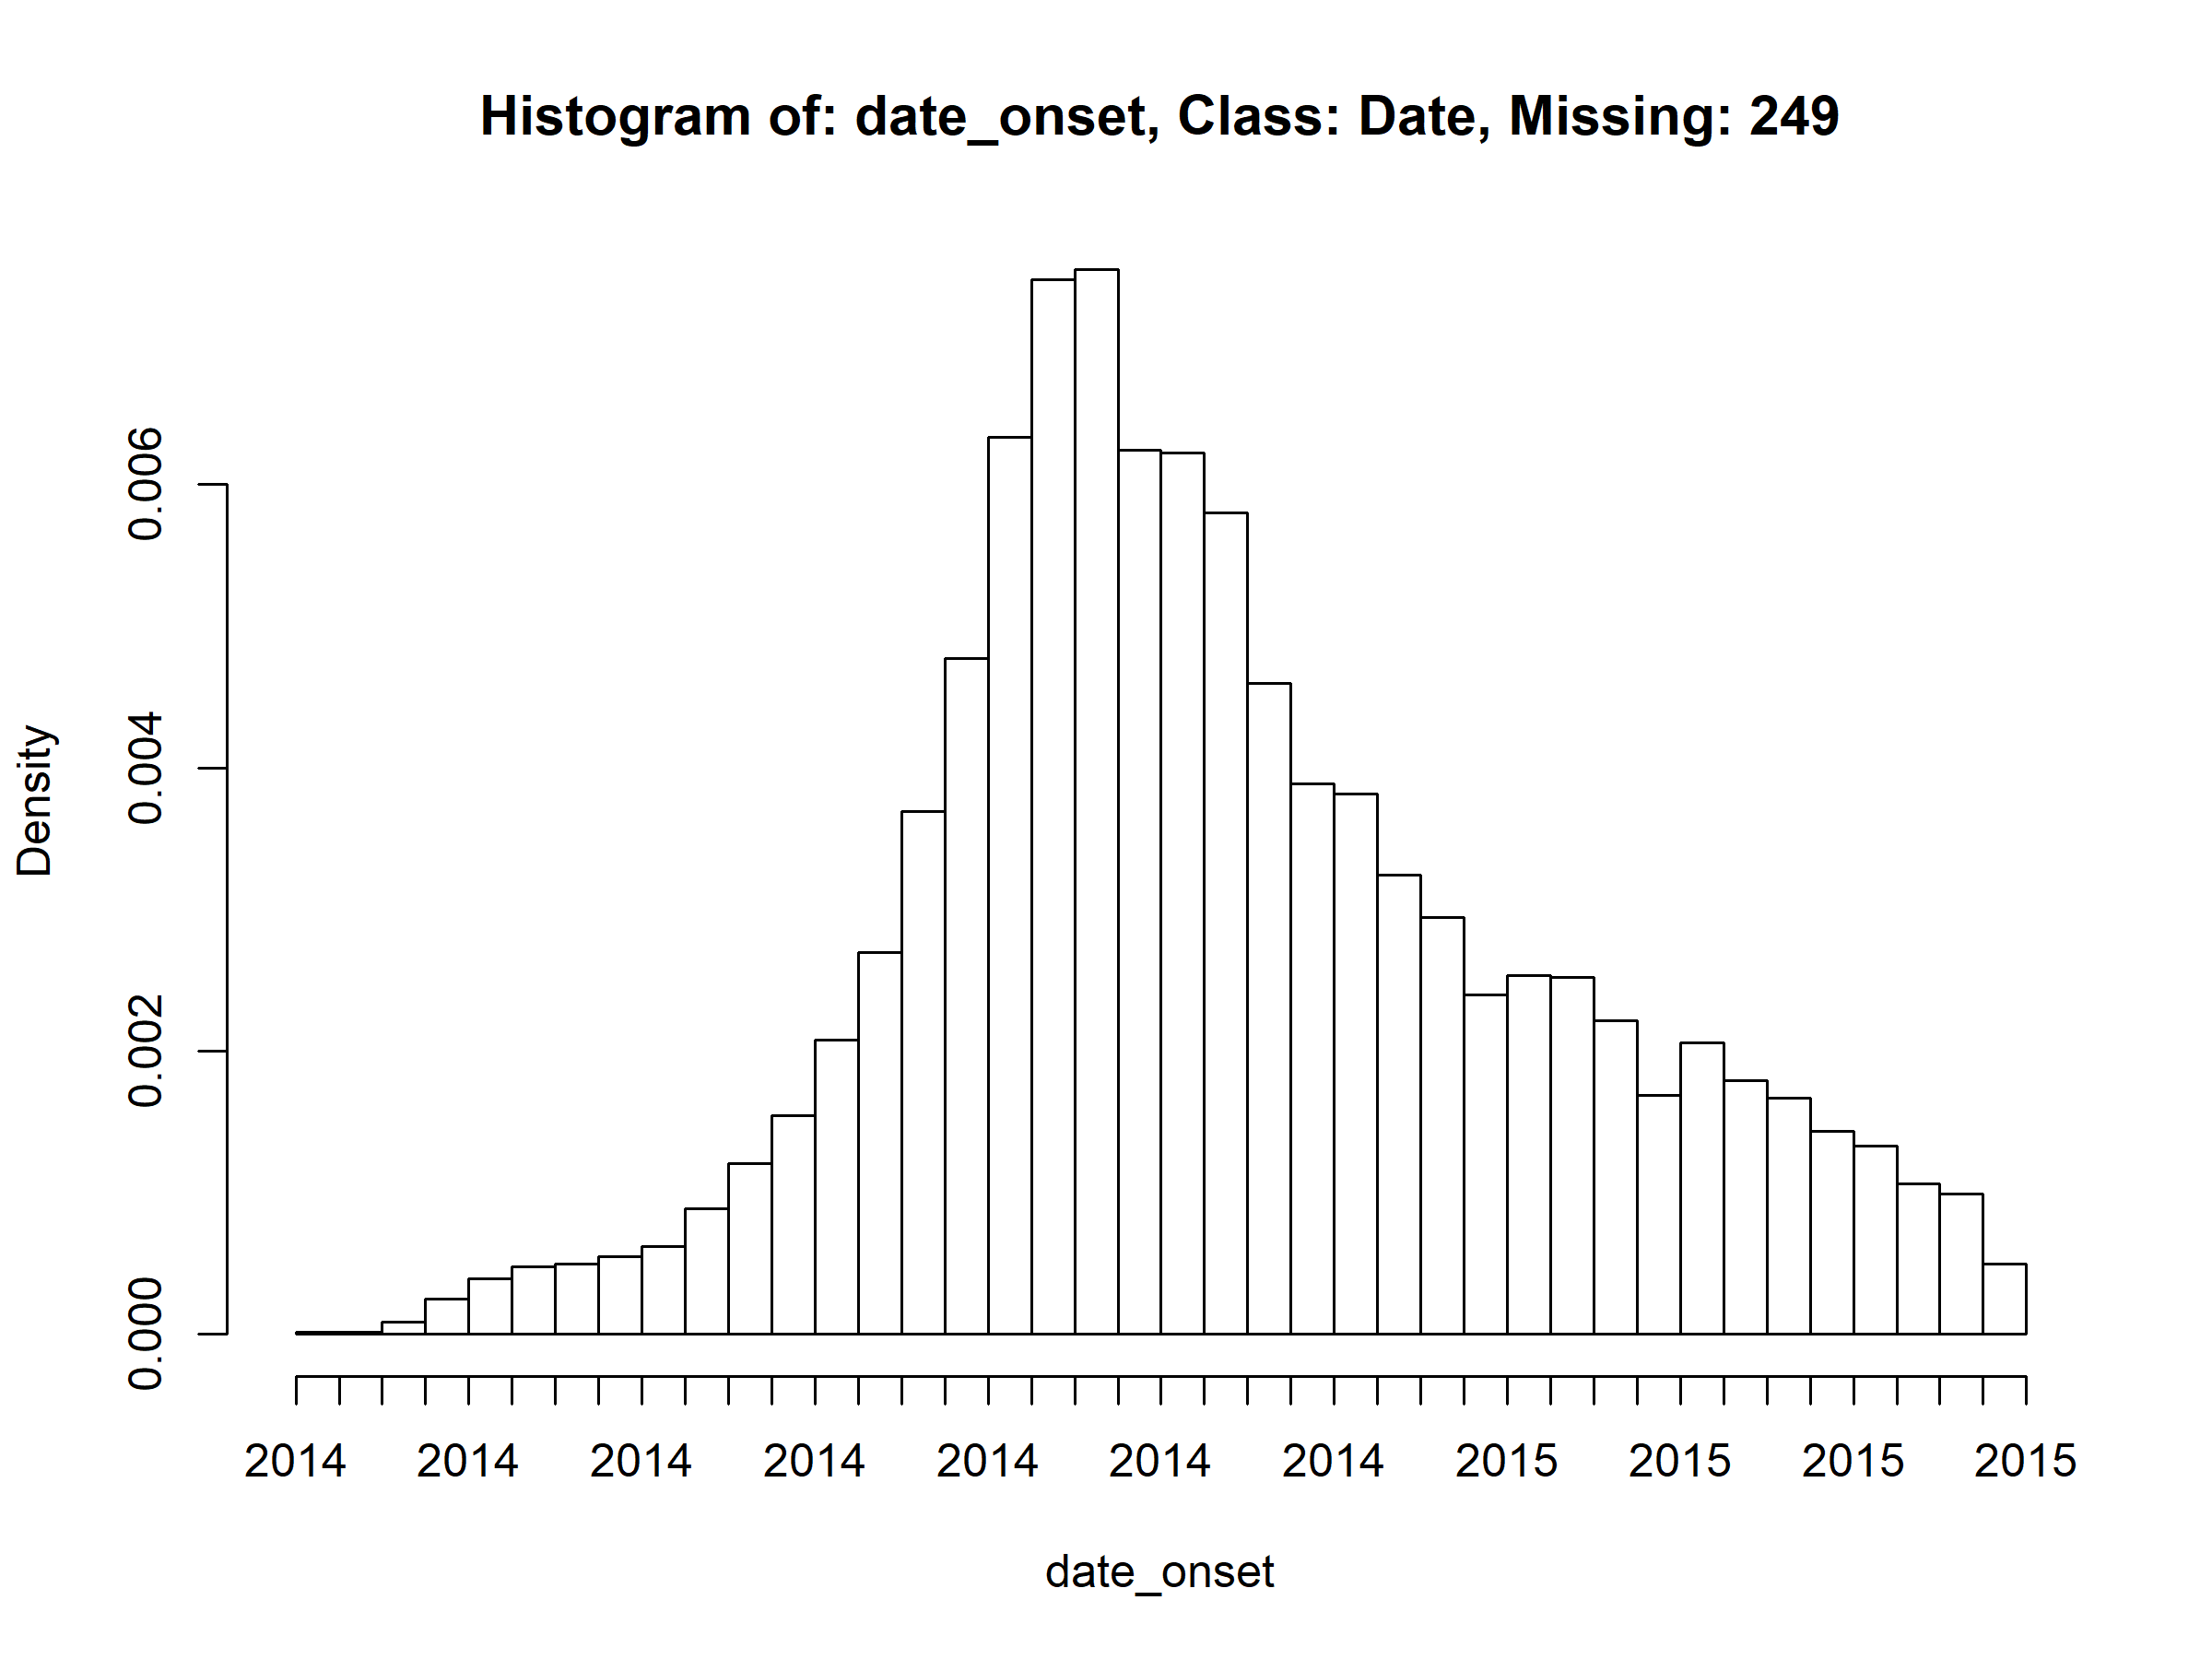 Histogram of: date_onset, Class: Date, Missing: 249
Density
0.006
0.004
0.002
0.000
2014 2014 2014 2014 2014 2014 2014 2015 2015 2015 2015
date_onset